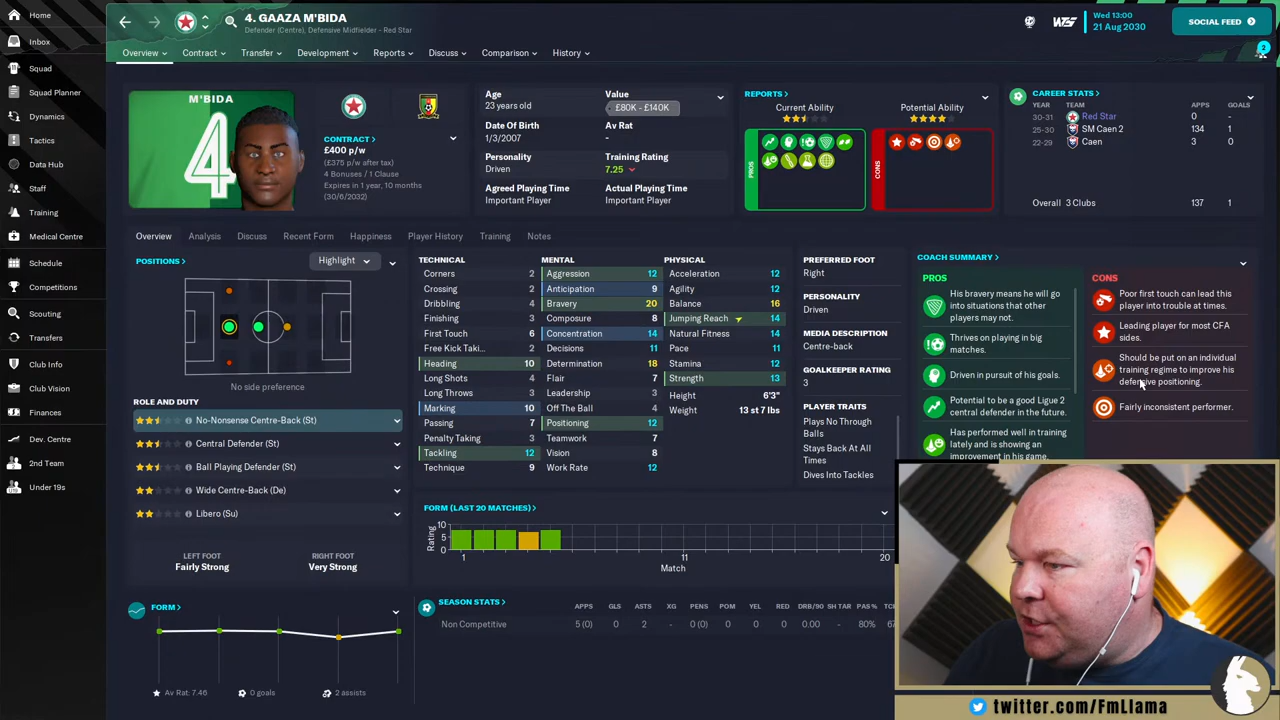 Home
Inbox
Squad
Squad Planner
Dynamics
Tactics
Data Hub
Staff
Training
Medical Centre
Schedule
Competitions
Scouting
Transfers
Club Info
Club Vision
Finances
Dev. Centre
2nd Team
Under 19s
4. GAAZA M'BIDA
Defender (Centre), Defensive Midfielder - Red Star
Wed 13:00
21 Aug 2030
SOCIAL FEED
2
Overview
Contract
Transfer
Development
Reports
Discuss
Comparison
History
M'BIDA
4
CONTRACT
£400 p/w
(£375 p/w after tax)
4 Bonuses / 1 Clause
Expires in 1 year, 10 months
(30/6/2032)
Age
23 years old
Value
£80K - £140K
Date Of Birth
1/3/2007
Av Rat
-
Personality
Driven
Training Rating
7.25
Agreed Playing Time
Important Player
Actual Playing Time
Important Player
REPORTS
Current Ability
Potential Ability
PROS
CONS
CAREER STATS
YEAR TEAM APPS GOALS
30-31 Red Star 0 -
25-30 SM Caen 2 134 1
22-29 Caen 3 0
Overall 3 Clubs 137 1
Overview
Analysis
Discuss
Recent Form
Happiness
Player History
Training
Notes
POSITIONS
Highlight
No side preference
ROLE AND DUTY
No-Nonsense Centre-Back (St)
Central Defender (St)
Ball Playing Defender (St)
Wide Centre-Back (De)
Libero (Su)
LEFT FOOT
Fairly Strong
RIGHT FOOT
Very Strong
TECHNICAL
Corners 2
Crossing 2
Dribbling 4
Finishing 3
First Touch 6
Free Kick Taki... 2
Heading 10
Long Shots 4
Long Throws 3
Marking 10
Passing 7
Penalty Taking 3
Tackling 12
Technique 9
MENTAL
Aggression 12
Anticipation 9
Bravery 20
Composure 8
Concentration 14
Decisions 11
Determination 18
Flair 7
Leadership 3
Off The Ball 4
Positioning 12
Teamwork 7
Vision 8
Work Rate 12
PHYSICAL
Acceleration 12
Agility 12
Balance 16
Jumping Reach 14
Natural Fitness 14
Pace 11
Stamina 12
Strength 13
Height 6'3"
Weight 13 st 7 lbs
PREFERRED FOOT
Right
PERSONALITY
Driven
MEDIA DESCRIPTION
Centre-back
GOALKEEPER RATING
3
PLAYER TRAITS
Plays No Through
Balls
Stays Back At All
Times
Dives Into Tackles
COACH SUMMARY
PROS
His bravery means he will
go into situations that other
players may not.
Thrives on playing in big
matches.
Driven in pursuit of his goals.
Potential to be a good Ligue 2
central defender in the future.
Has performed well in training
lately and is showing an
improvement in his game.
CONS
Poor first touch can lead this
player into trouble at times.
Leading player for most CFA
sides.
Should be put on an individual
training regime to improve his
defensive positioning.
Fairly inconsistent performer.
FORM (LAST 20 MATCHES)
Rating
10
5
0
1 11 20
Match
FORM
Av Rat: 7.46
0 goals
2 assists
SEASON STATS
APPS GLS ASTS XG PENS POM YEL RED DRB/90 SH TAR PAS%
Non Competitive 5 (0) 0 2 - 0 (0) 0 0 0 0.00 - 80%
twitter.com/FmLlama